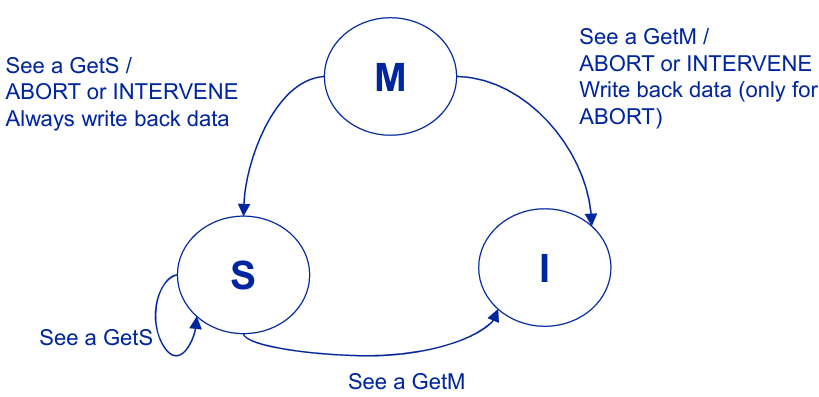 See a GetS /
ABORT or INTERVENE
Always write back data
M
See a GetM /
ABORT or INTERVENE
Write back data (only for
ABORT)
S
I
See a GetS
See a GetM